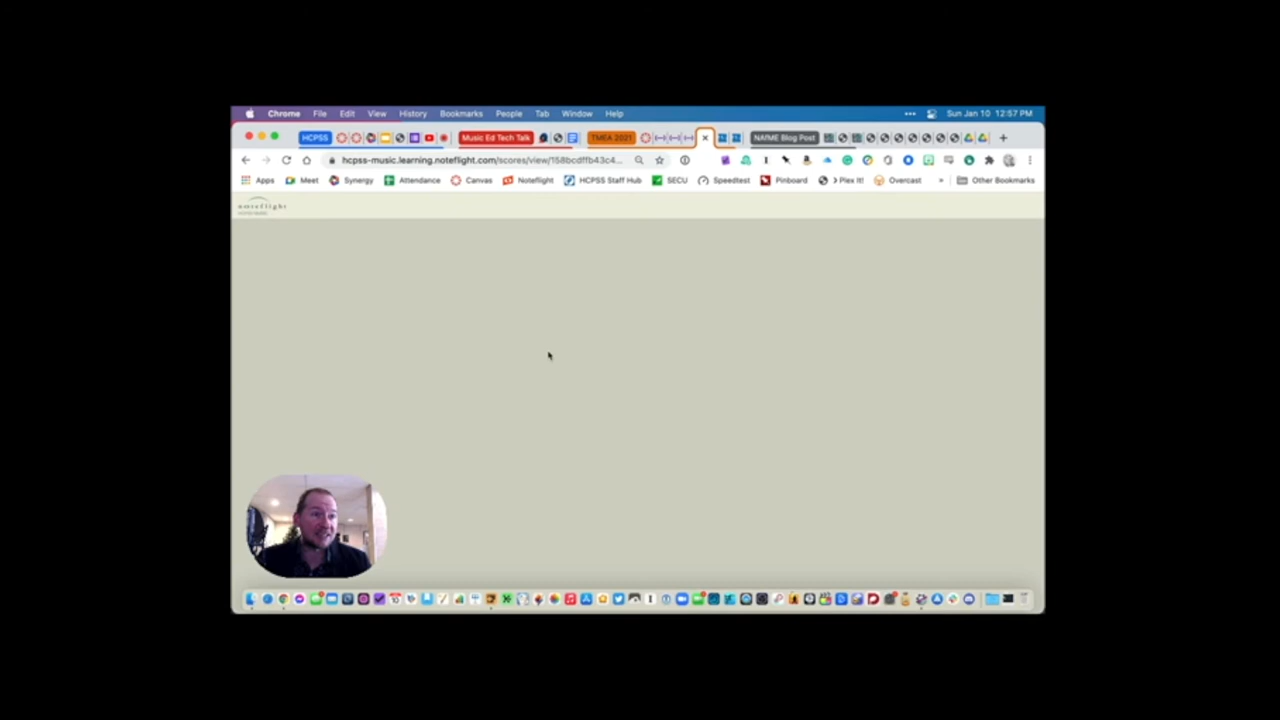 Chrome File Edit View History Bookmarks People Tab Window Help ••• Sun Jan 10 12:57 PM
HCPSS Music Ed Tech Talk TMEA 2021 NAfME Blog Post
hcpss-music.learning.noteflight.com/scores/view/158bcdffb43c4...
Apps Meet Synergy Attendance Canvas Noteflight HCPSS Staff Hub SECU Speedtest Pinboard > Plex It! Overcast » Other Bookmarks
noteflight